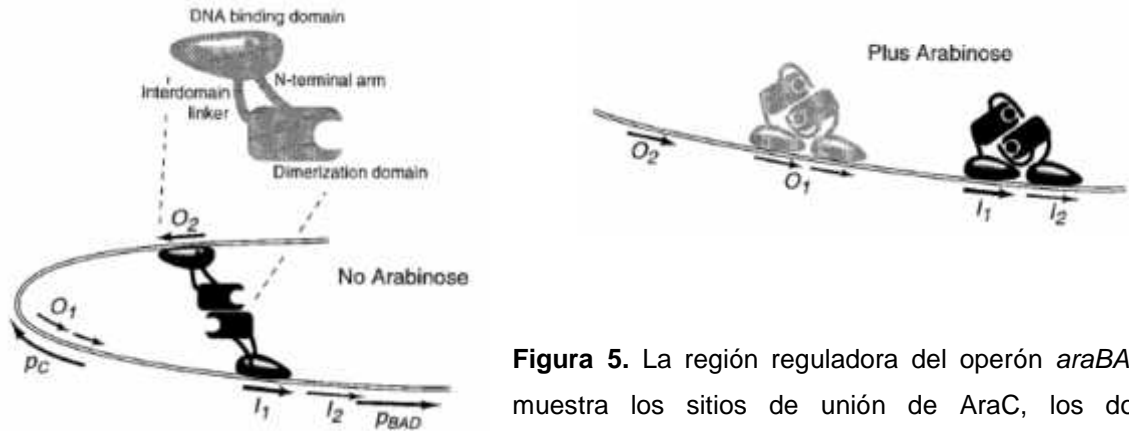 DNA binding domain
N-terminal arm
Interdomain
linker
Dimerization domain
O2
No Arabinose
O1
pC
I1
I2
pBAD
Plus Arabinose
O2
O1
I1
I2
Figura 5. La región reguladora del operón araBA
muestra los sitios de unión de AraC, los do